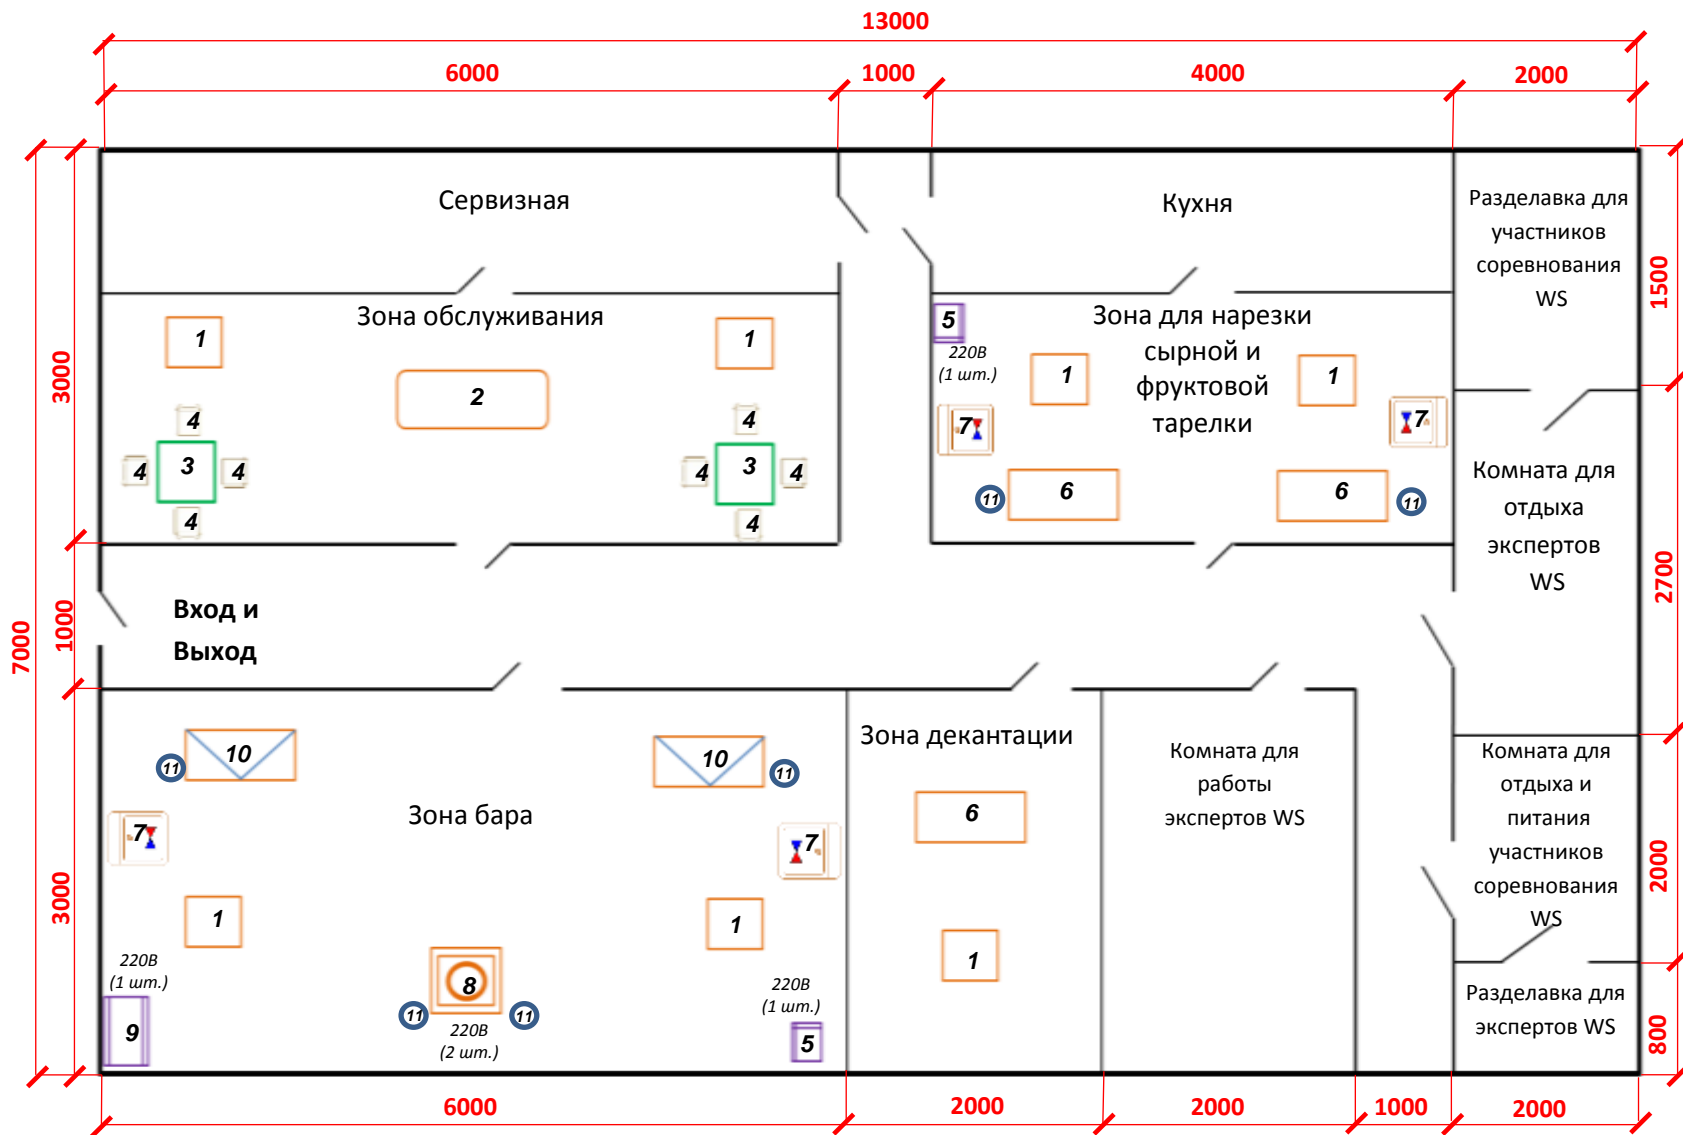 13000
6000
1000
4000
2000
Сервизная
Кухня
Разделавка для
участников
соревнования
WS
1500
Зона обслуживания
1
1
2
4
4
3
4
4
4
4
3
4
4
3000
5
220В
(1 шт.)
Зона для нарезки
сырной и
фруктовой
тарелки
1
1
7
7
6
6
11
11
Комната для
отдыха
экспертов
WS
2700
Вход и
Выход
1000
7000
10
11
10
11
Зона бара
7
7
1
1
220В
(1 шт.)
9
8
11
11
220В
(2 шт.)
220В
(1 шт.)
5
3000
Зона декантации
6
1
Комната для
работы
экспертов WS
Комната для
отдыха и
питания
участников
соревнования
WS
2000
Разделавка для
экспертов WS
800
6000
2000
2000
1000
2000